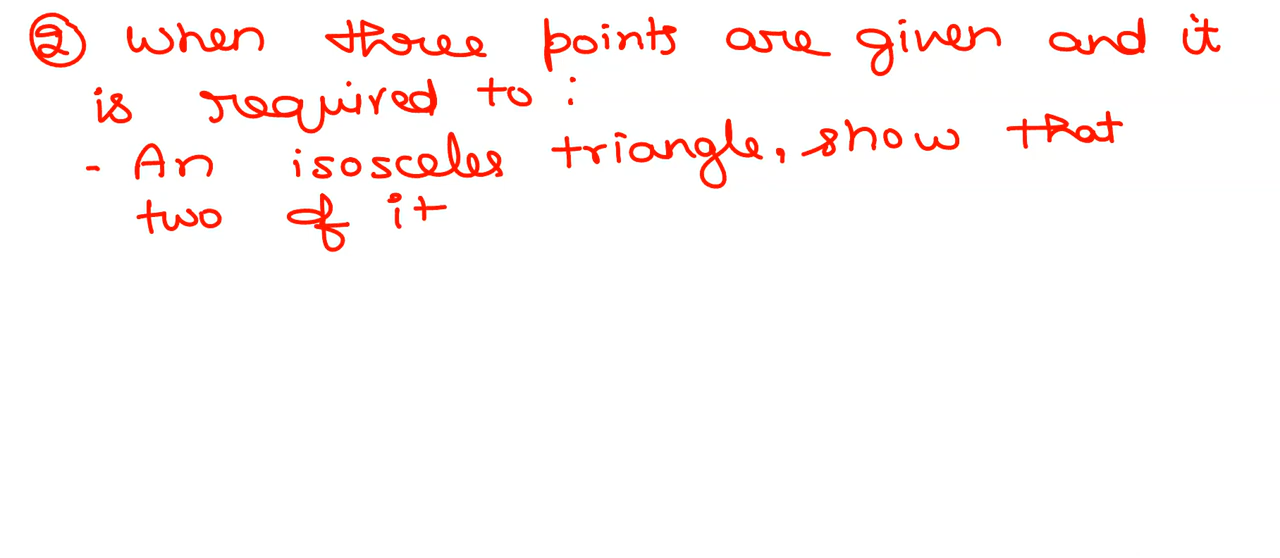 ② when three points are given and it
is required to :
- An isosceles triangle, show that
two of it